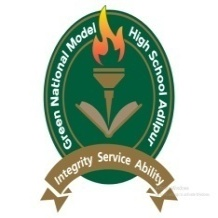 Green National Model High School Adilpur
Integrity Service Ability